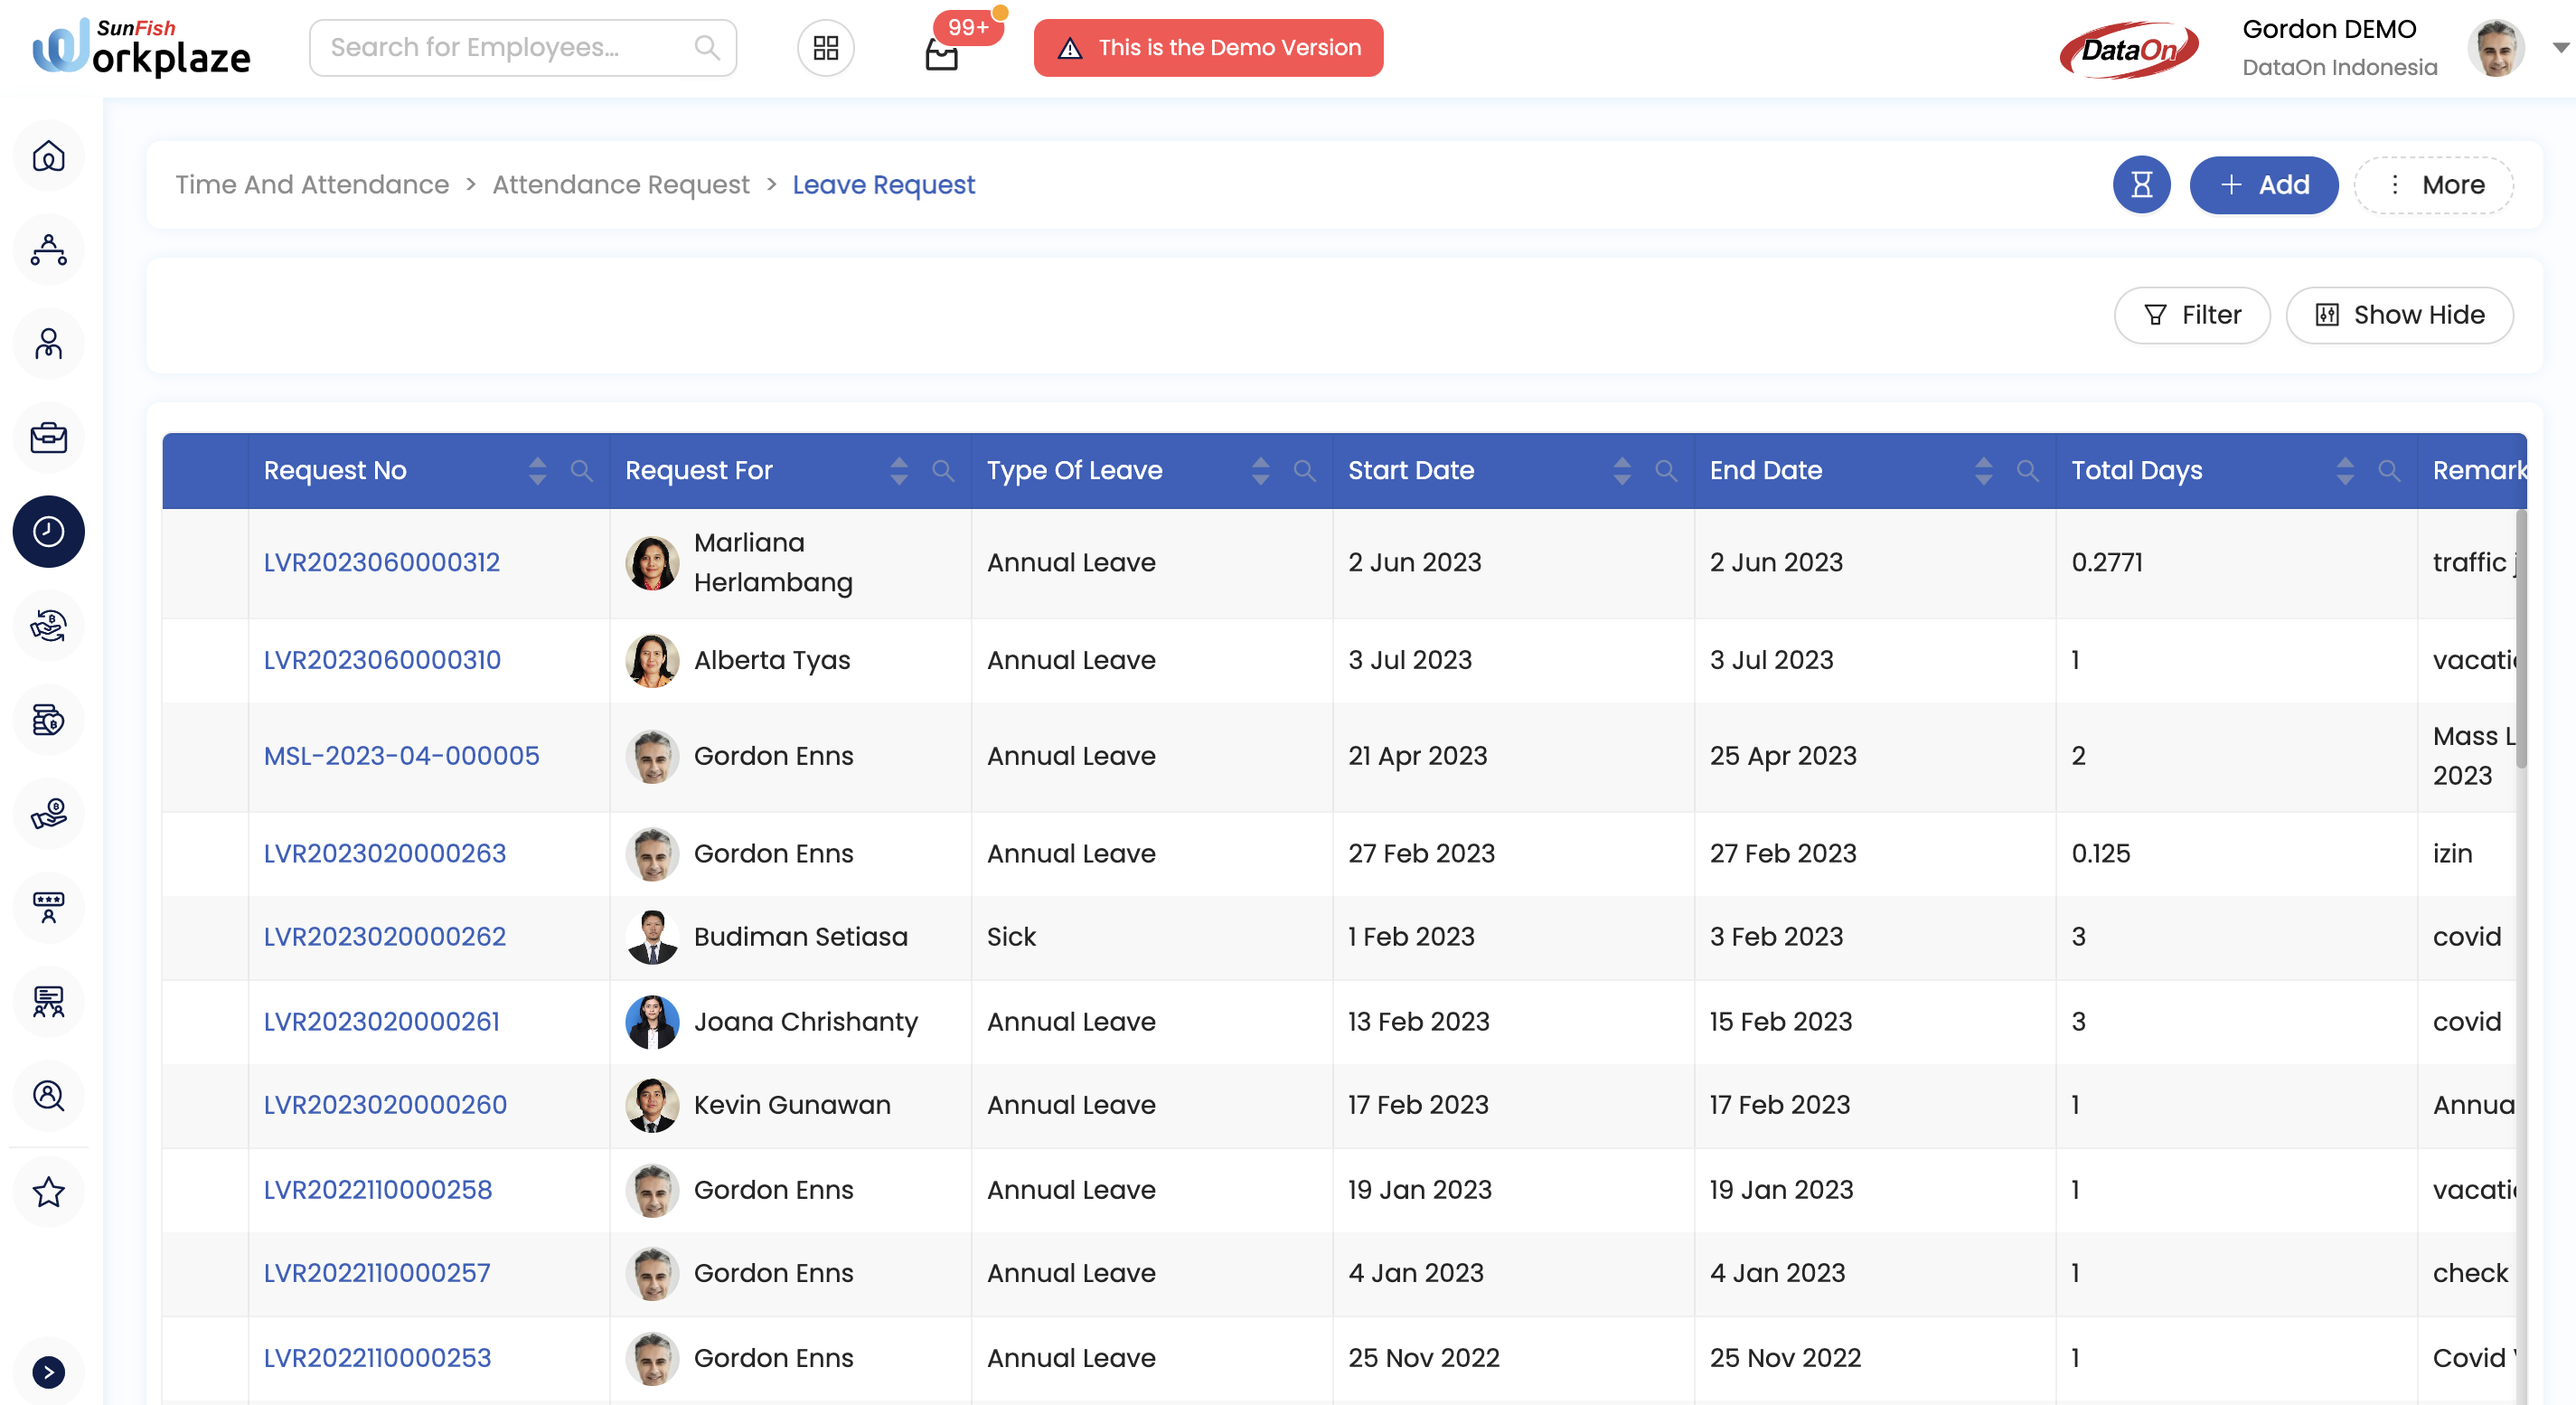 SunFish
Workplaze
Search for Employees...
99+
This is the Demo Version
DataOn
Gordon DEMO
DataOn Indonesia
Time And Attendance > Attendance Request > Leave Request
+ Add
More
Filter
Show Hide
Request No Request For Type Of Leave Start Date End Date Total Days Remark
LVR2023060000312 Marliana Herlambang Annual Leave 2 Jun 2023 2 Jun 2023 0.2771 traffic j
LVR2023060000310 Alberta Tyas Annual Leave 3 Jul 2023 3 Jul 2023 1 vacati
MSL-2023-04-000005 Gordon Enns Annual Leave 21 Apr 2023 25 Apr 2023 2 Mass L
2023
LVR2023020000263 Gordon Enns Annual Leave 27 Feb 2023 27 Feb 2023 0.125 izin
LVR2023020000262 Budiman Setiasa Sick 1 Feb 2023 3 Feb 2023 3 covid
LVR2023020000261 Joana Chrishanty Annual Leave 13 Feb 2023 15 Feb 2023 3 covid
LVR2023020000260 Kevin Gunawan Annual Leave 17 Feb 2023 17 Feb 2023 1 Annua
LVR2022110000258 Gordon Enns Annual Leave 19 Jan 2023 19 Jan 2023 1 vacati
LVR2022110000257 Gordon Enns Annual Leave 4 Jan 2023 4 Jan 2023 1 check
LVR2022110000253 Gordon Enns Annual Leave 25 Nov 2022 25 Nov 2022 1 Covid